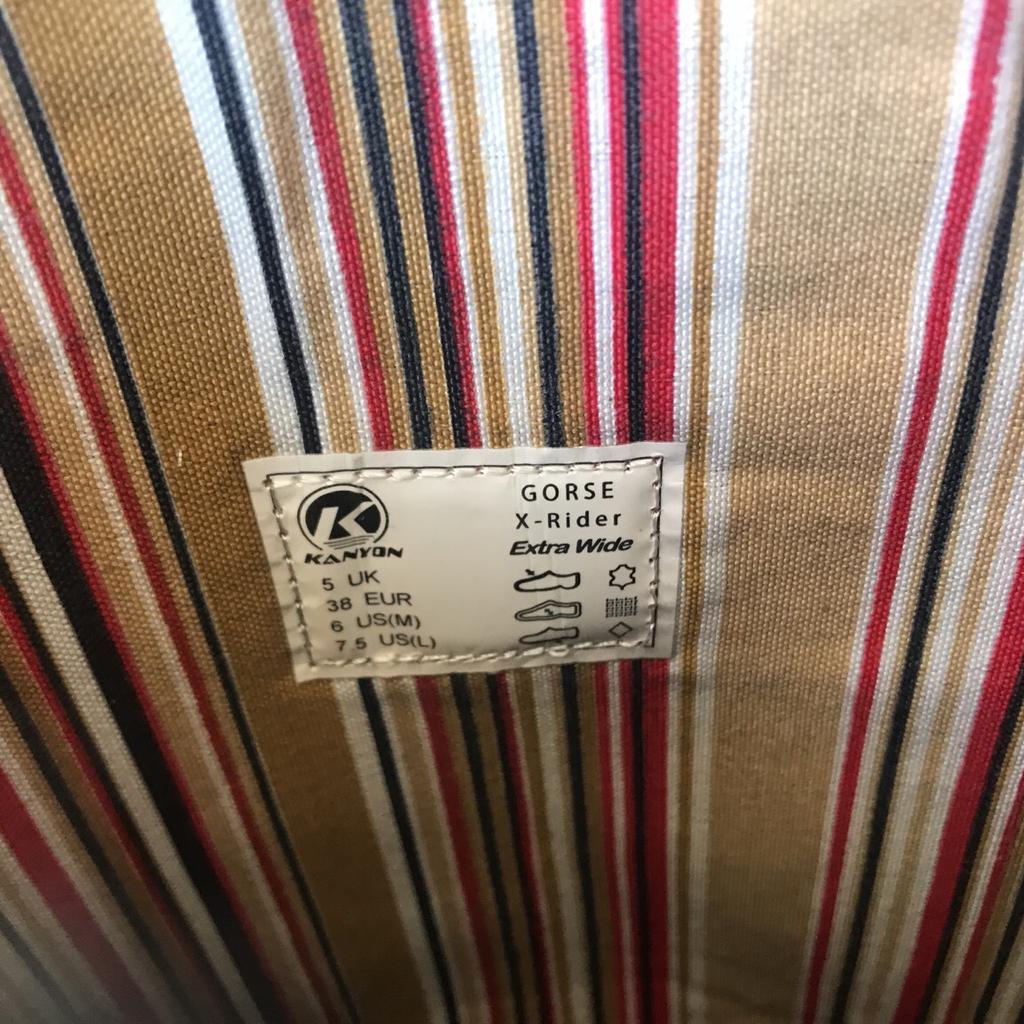 K
KANYON
5 UK
38 EUR
6 US(M)
7 5 US(L)
GORSE
X-Rider
Extra Wide